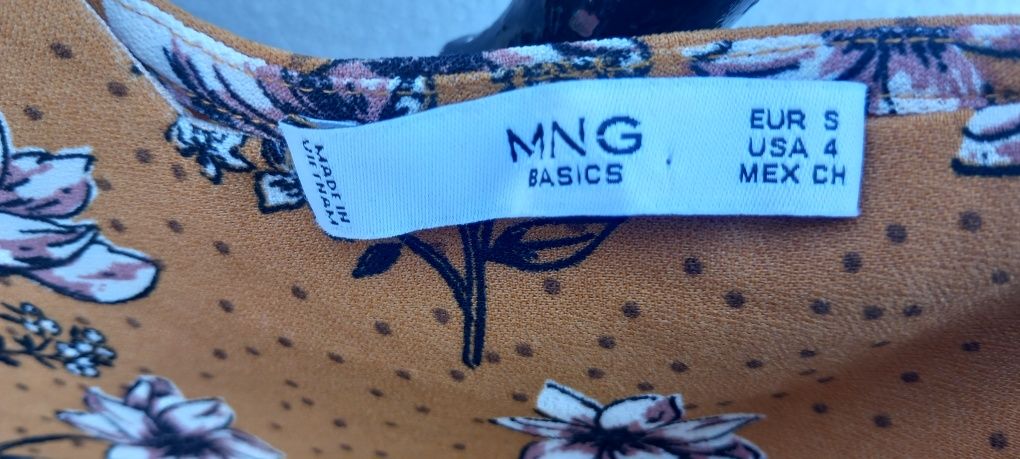 MNG
BASICS
EUR S
USA 4
MEX CH
MADE IN
VIETNAM